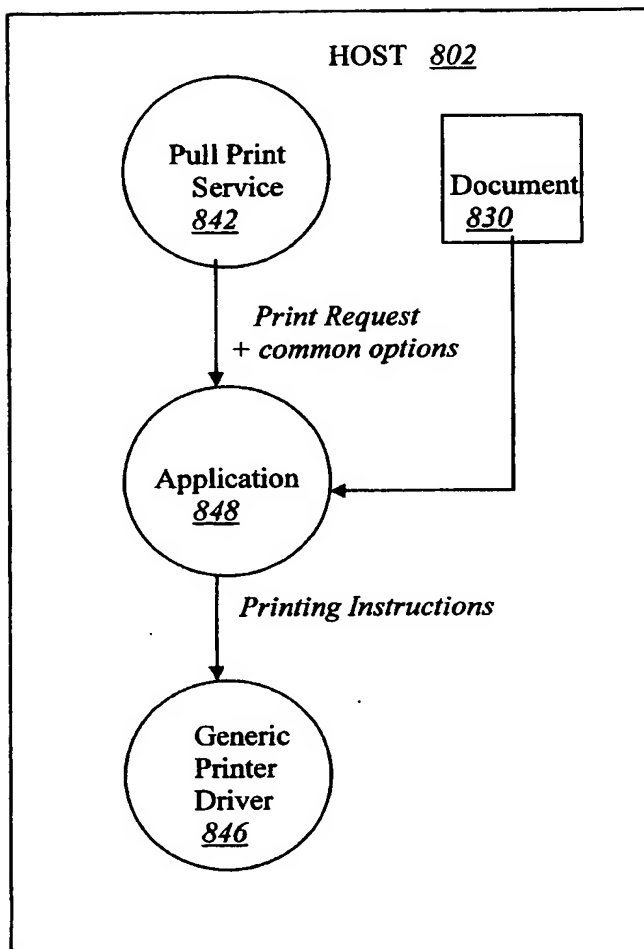 HOST 802
Pull Print
Service
842
Document
830
Print Request
+ common options
Application
848
Printing Instructions
Generic
Printer
Driver
846